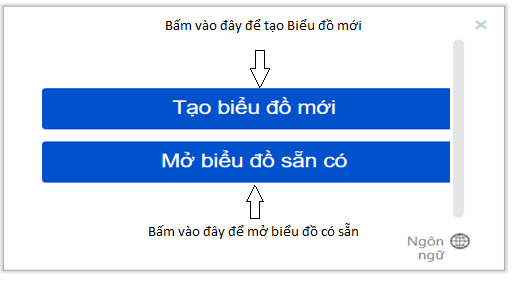 Bấm vào đây để tạo Biểu đồ mới
Tạo biểu đồ mới
Mở biểu đồ sẵn có
Bấm vào đây để mở biểu đồ có sẵn
Ngôn
ngữ